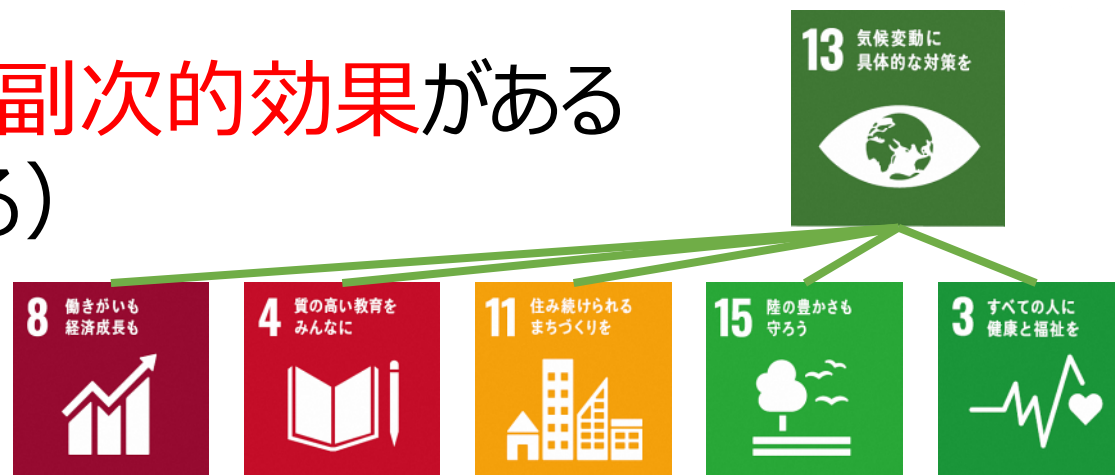 副次的効果がある
る)
13 気候変動に
具体的な対策を
8 働きがいも
経済成長も
4 質の高い教育を
みんなに
11 住み続けられる
まちづくりを
15 陸の豊かさも
守ろう
3 すべての人に
健康と福祉を